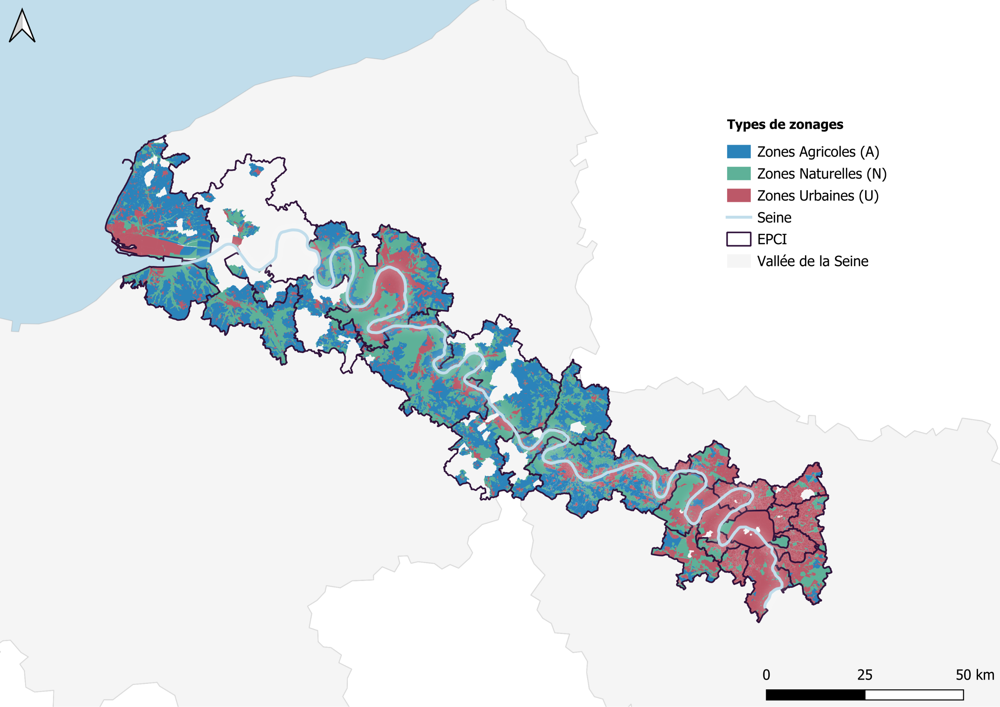 Types de zonages
Zones Agricoles (A)
Zones Naturelles (N)
Zones Urbaines (U)
Seine
EPCI
Vallée de la Seine
0 25 50 km